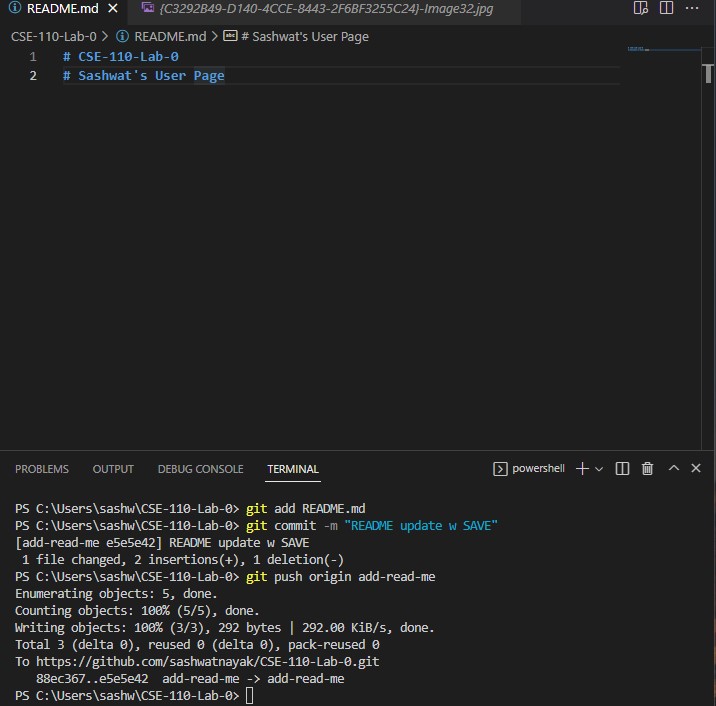 README.md
{C3292B49-D140-4CCE-8443-2F6BF3255C24}-Image32.jpg
CSE-110-Lab-0 > README.md > # Sashwat's User Page
1 # CSE-110-Lab-0
2 # Sashwat's User Page
PROBLEMS OUTPUT DEBUG CONSOLE TERMINAL powershell
PS C:\Users\sashw\CSE-110-Lab-0> git add README.md
PS C:\Users\sashw\CSE-110-Lab-0> git commit -m "README update w SAVE"
[add-read-me e5e5e42] README update w SAVE
1 file changed, 2 insertions(+), 1 deletion(-)
PS C:\Users\sashw\CSE-110-Lab-0> git push origin add-read-me
Enumerating objects: 5, done.
Counting objects: 100% (5/5), done.
Writing objects: 100% (3/3), 292 bytes | 292.00 KiB/s, done.
Total 3 (delta 0), reused 0 (delta 0), pack-reused 0
To https://github.com/sashwatnayak/CSE-110-Lab-0.git
88ec367..e5e5e42 add-read-me -> add-read-me
PS C:\Users\sashw\CSE-110-Lab-0>